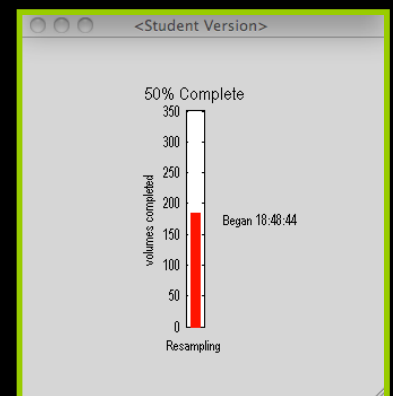 <Student Version>
50% Complete
350
300
250
200
150
100
50
0
volumes completed
Began 18:48:44
Resampling